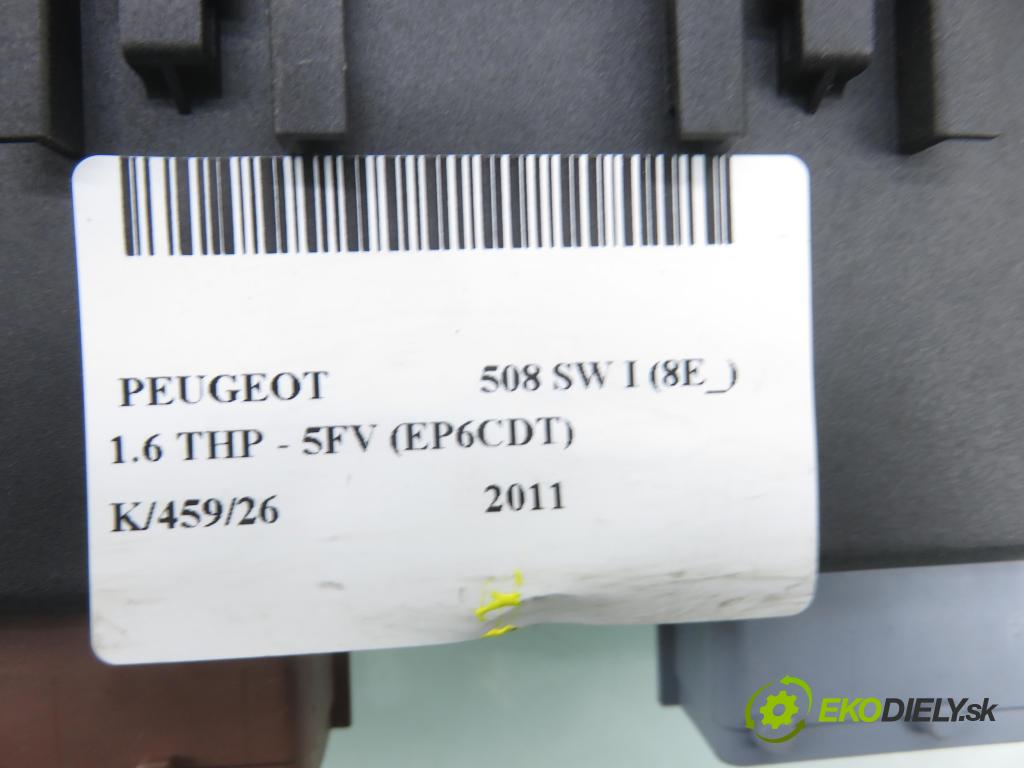 PEUGEOT 508 SW I (8E_)
1.6 THP - 5FV (EP6CDT)
K/459/26 2011
EKODIELY.sk